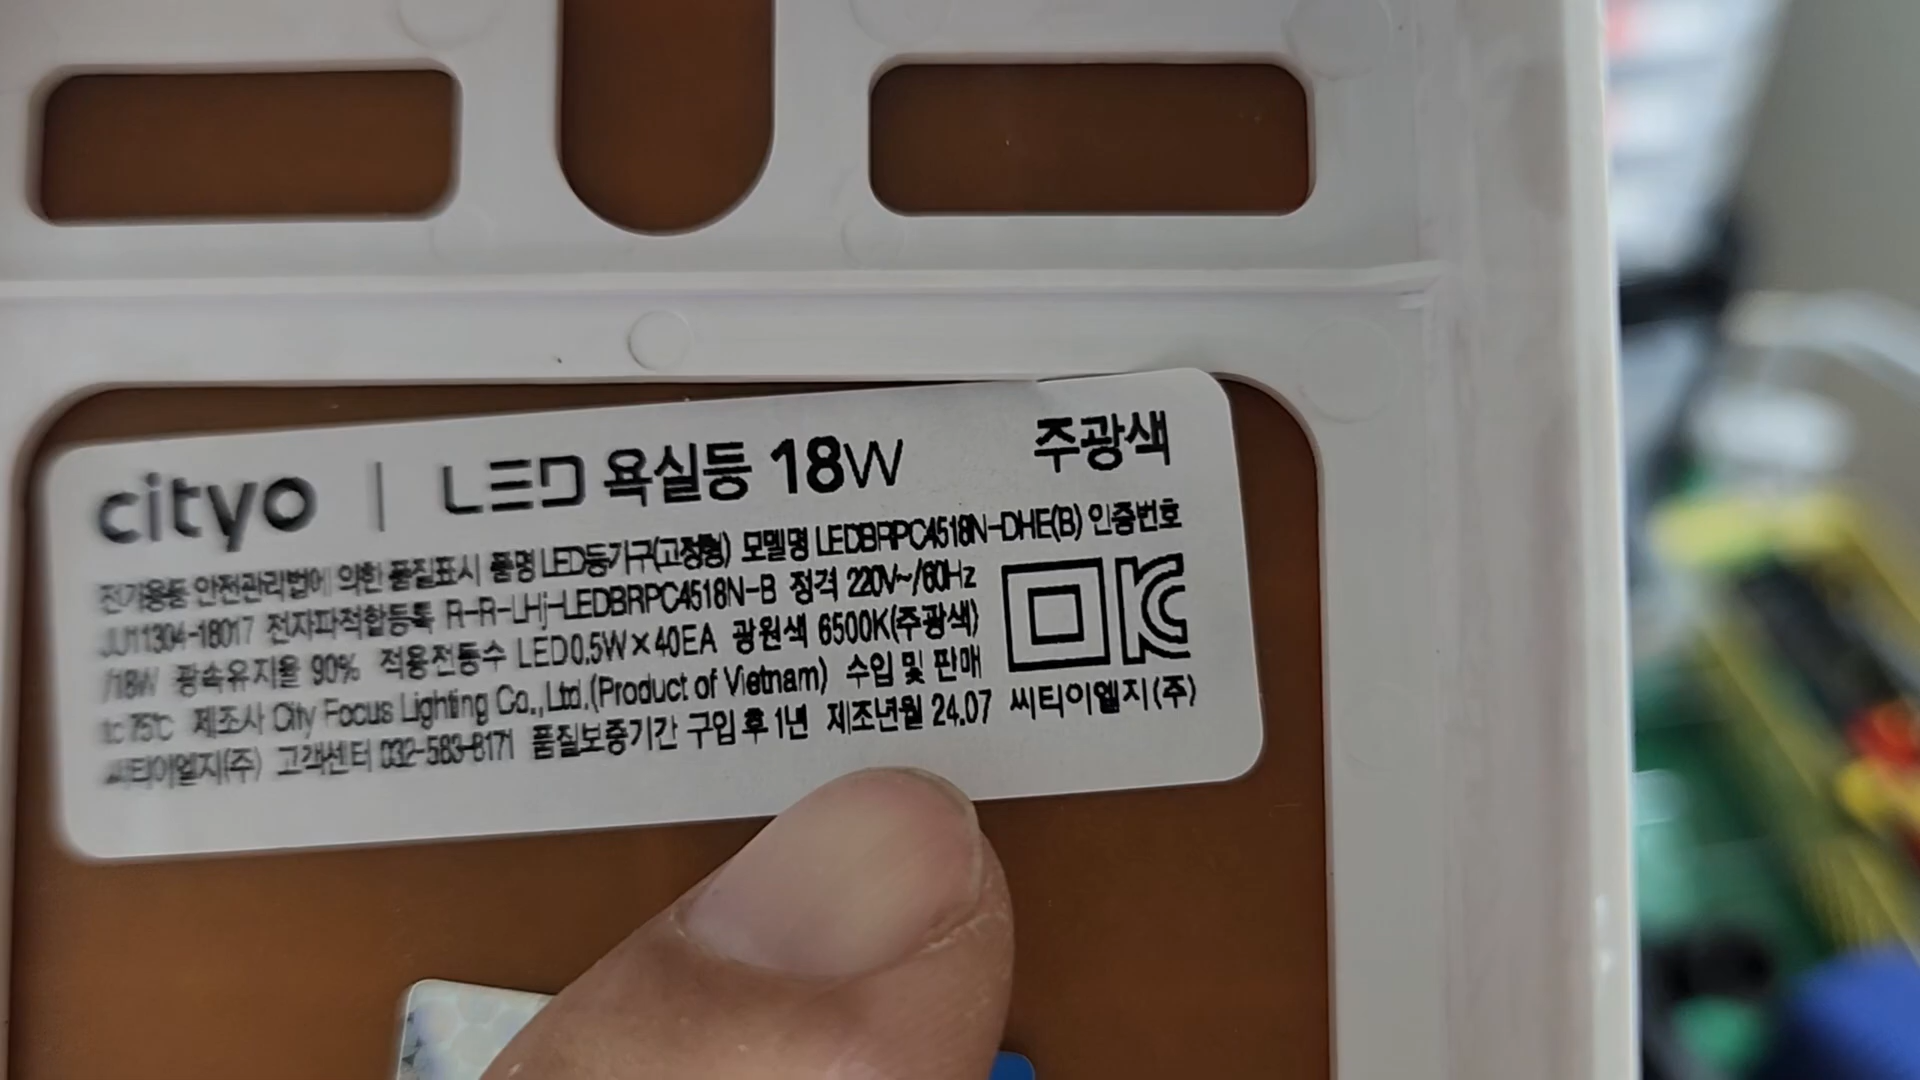 cityo | LED 욕실등 18W 주광색
전기용품 안전관리법에 의한 품질표시 품명 LED등기구(고정형) 모델명 LEDBRPC4518N-DHE(B) 인증번호
JU11304-18017 전자파적합등록 R-R-LHj-LEDBRPC4518N-B 정격 220V~/60Hz
/18W 광속유지율 90% 적용전등수 LED0.5W×40EA 광원색 6500K(주광색)
tc 75℃ 제조사 City Focus Lighting Co.,Ltd.(Product of Vietnam) 수입 및 판매
씨티이엘지(주) 고객센터 032-583-8171 품질보증기간 구입 후 1년 제조년월 24.07 씨티이엘지(주)